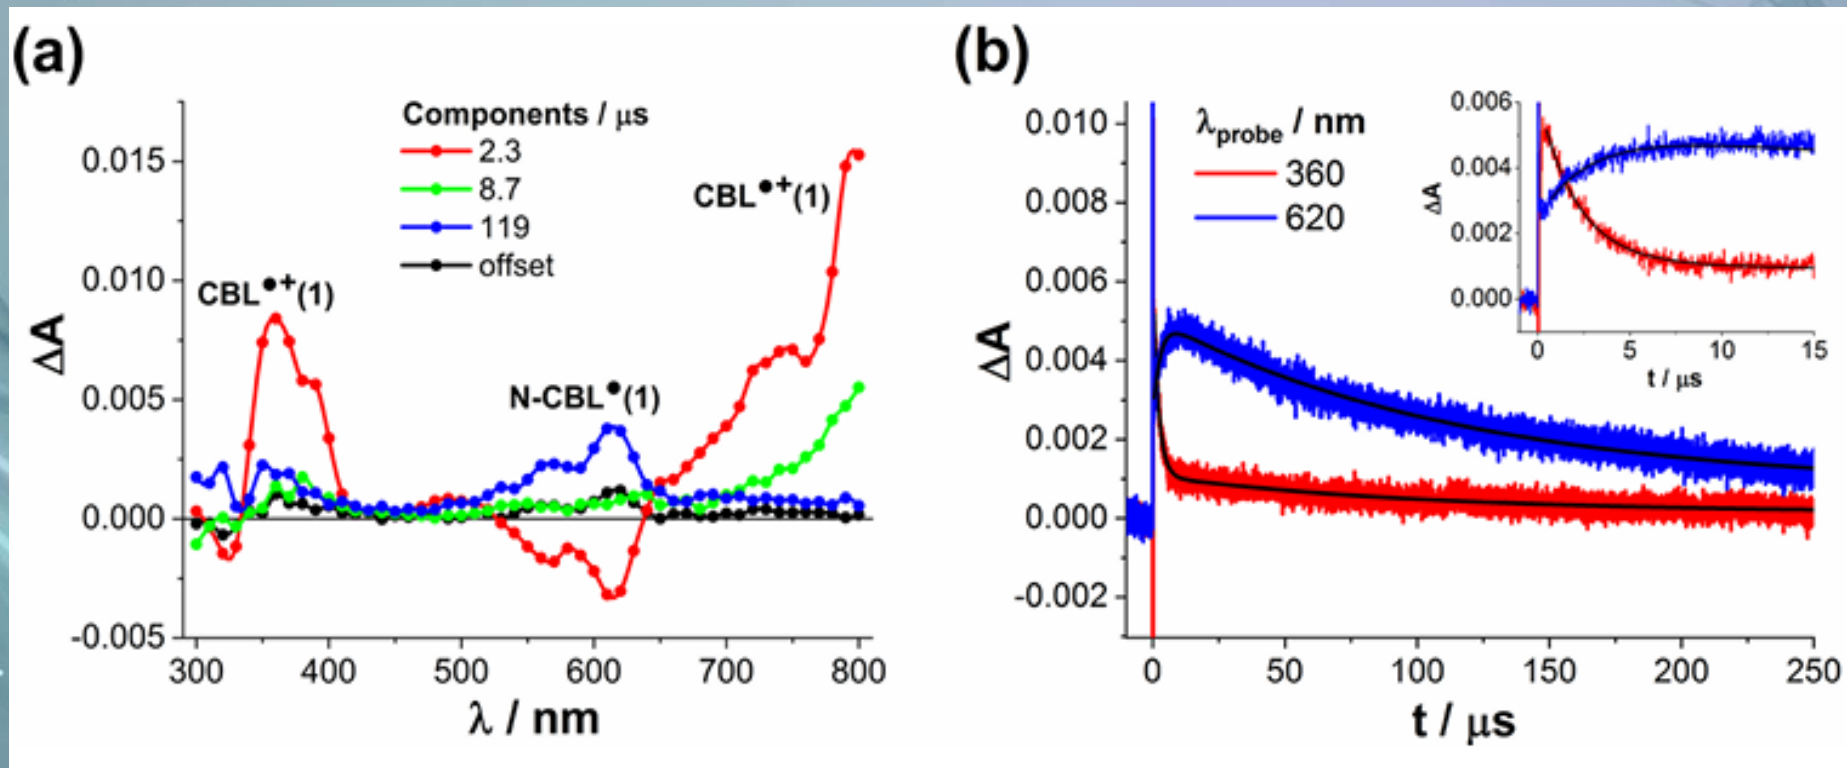 (a)
Components / μs
2.3
8.7
119
offset
CBL●+(1)
CBL●+(1)
N-CBL●(1)
ΔA
0.015
0.010
0.005
0.000
-0.005
300 400 500 600 700 800
λ / nm
(b)
λprobe / nm
360
620
ΔA
0.010
0.008
0.006
0.004
0.002
0.000
-0.002
0 50 100 150 200 250
t / μs
ΔA
0.006
0.004
0.002
0.000
0 5 10 15
t / μs